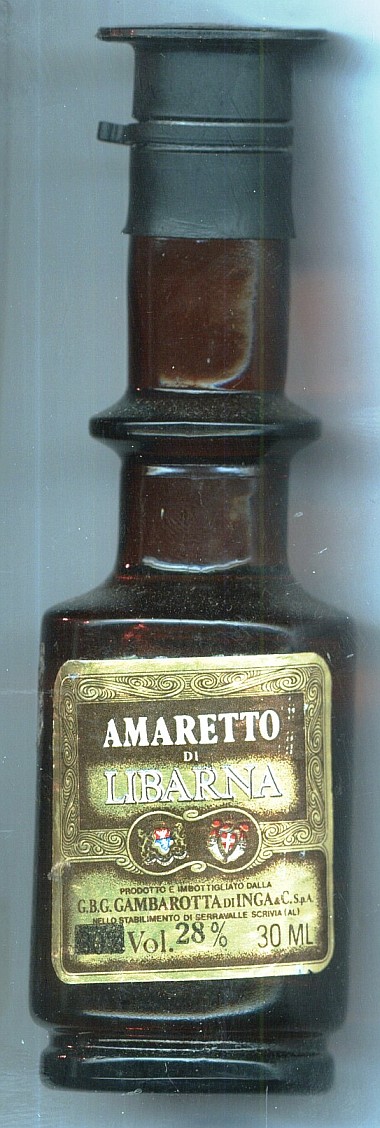 AMARETTO
DI
LIBARNA
PRODOTTO E IMBOTTIGLIATO DALLA
G.B.G. GAMBAROTTA DI INGA & C. S.p.A.
NELLO STABILIMENTO DI SERRAVALLE SCRIVIA (AL)
Vol. 28% 30 ML